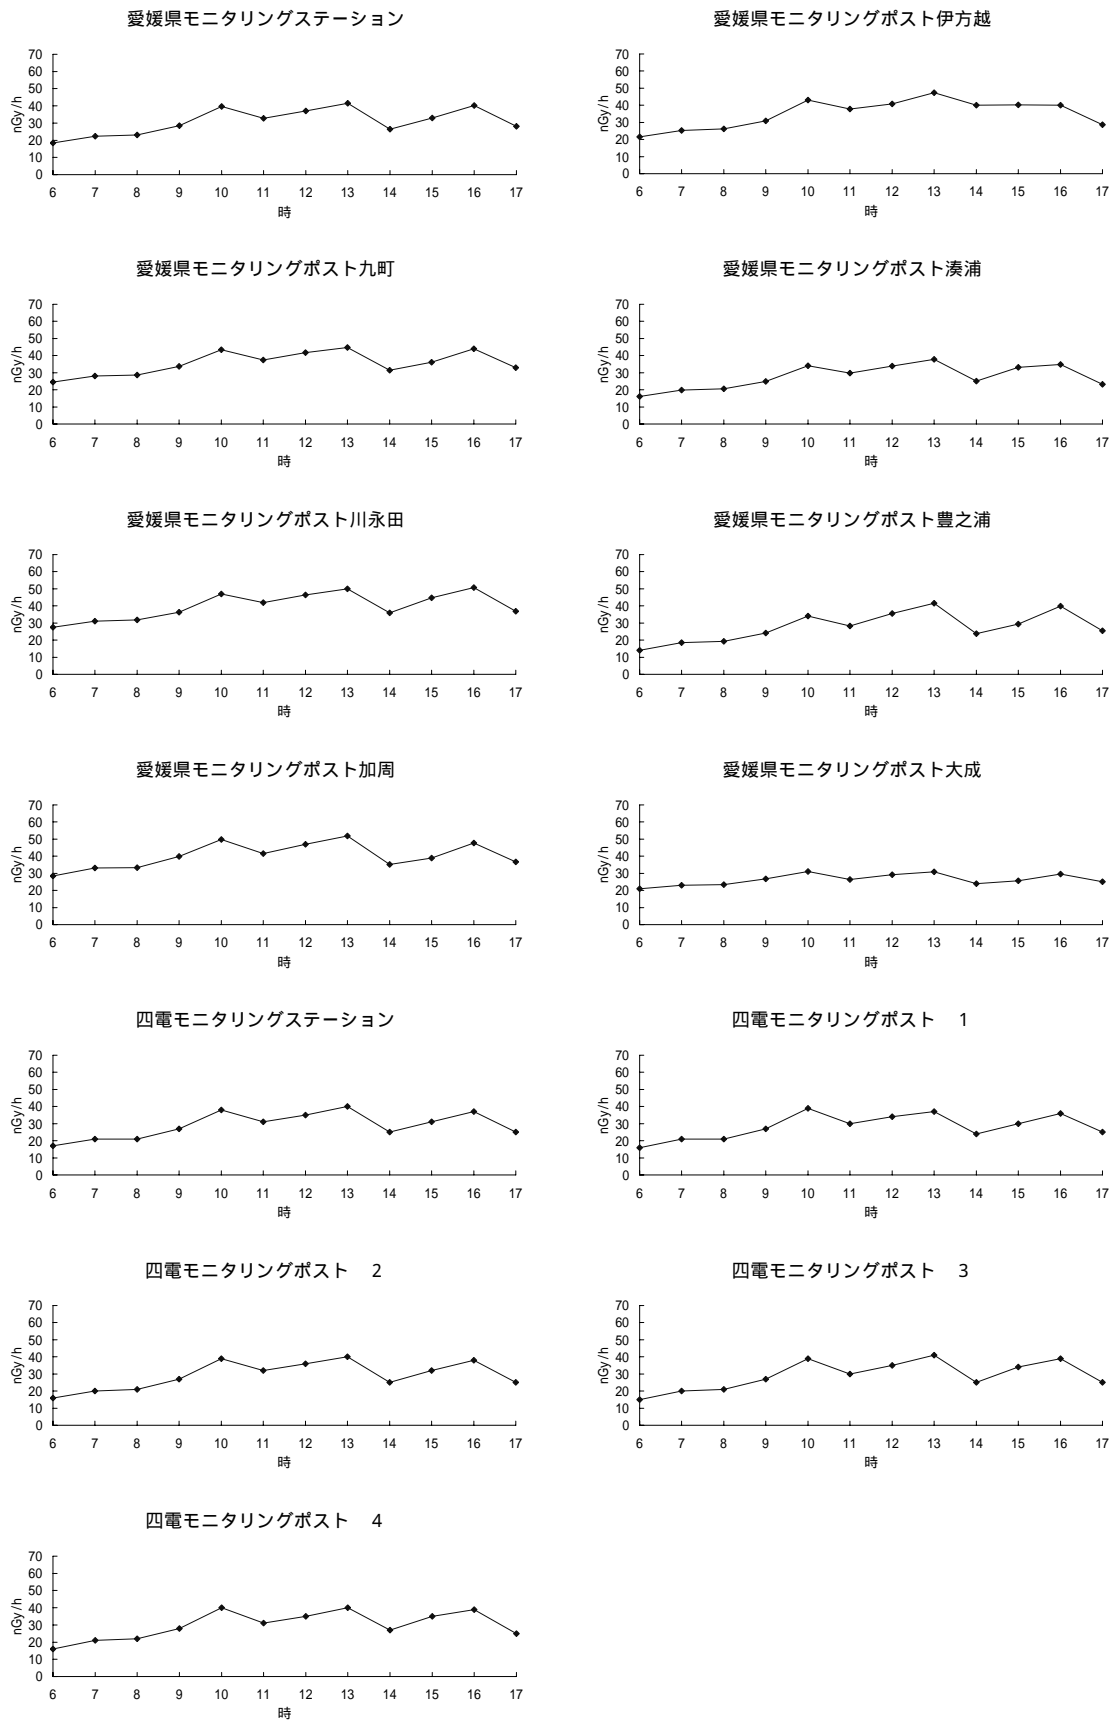 愛媛県モニタリングステーション
70
60
50
40
30
20
10
0
nGy/h
6 7 8 9 10 11 12 13 14 15 16 17
時
愛媛県モニタリングポスト伊方越
70
60
50
40
30
20
10
0
nGy/h
6 7 8 9 10 11 12 13 14 15 16 17
時
愛媛県モニタリングポスト九町
70
60
50
40
30
20
10
0
nGy/h
6 7 8 9 10 11 12 13 14 15 16 17
時
愛媛県モニタリングポスト湊浦
70
60
50
40
30
20
10
0
nGy/h
6 7 8 9 10 11 12 13 14 15 16 17
時
愛媛県モニタリングポスト川永田
70
60
50
40
30
20
10
0
nGy/h
6 7 8 9 10 11 12 13 14 15 16 17
時
愛媛県モニタリングポスト豊之浦
70
60
50
40
30
20
10
0
nGy/h
6 7 8 9 10 11 12 13 14 15 16 17
時
愛媛県モニタリングポスト加周
70
60
50
40
30
20
10
0
nGy/h
6 7 8 9 10 11 12 13 14 15 16 17
時
愛媛県モニタリングポスト大成
70
60
50
40
30
20
10
0
nGy/h
6 7 8 9 10 11 12 13 14 15 16 17
時
四電モニタリングステーション
70
60
50
40
30
20
10
0
nGy/h
6 7 8 9 10 11 12 13 14 15 16 17
時
四電モニタリングポスト 1
70
60
50
40
30
20
10
0
nGy/h
6 7 8 9 10 11 12 13 14 15 16 17
時
四電モニタリングポスト 2
70
60
50
40
30
20
10
0
nGy/h
6 7 8 9 10 11 12 13 14 15 16 17
時
四電モニタリングポスト 3
70
60
50
40
30
20
10
0
nGy/h
6 7 8 9 10 11 12 13 14 15 16 17
時
四電モニタリングポスト 4
70
60
50
40
30
20
10
0
nGy/h
6 7 8 9 10 11 12 13 14 15 16 17
時